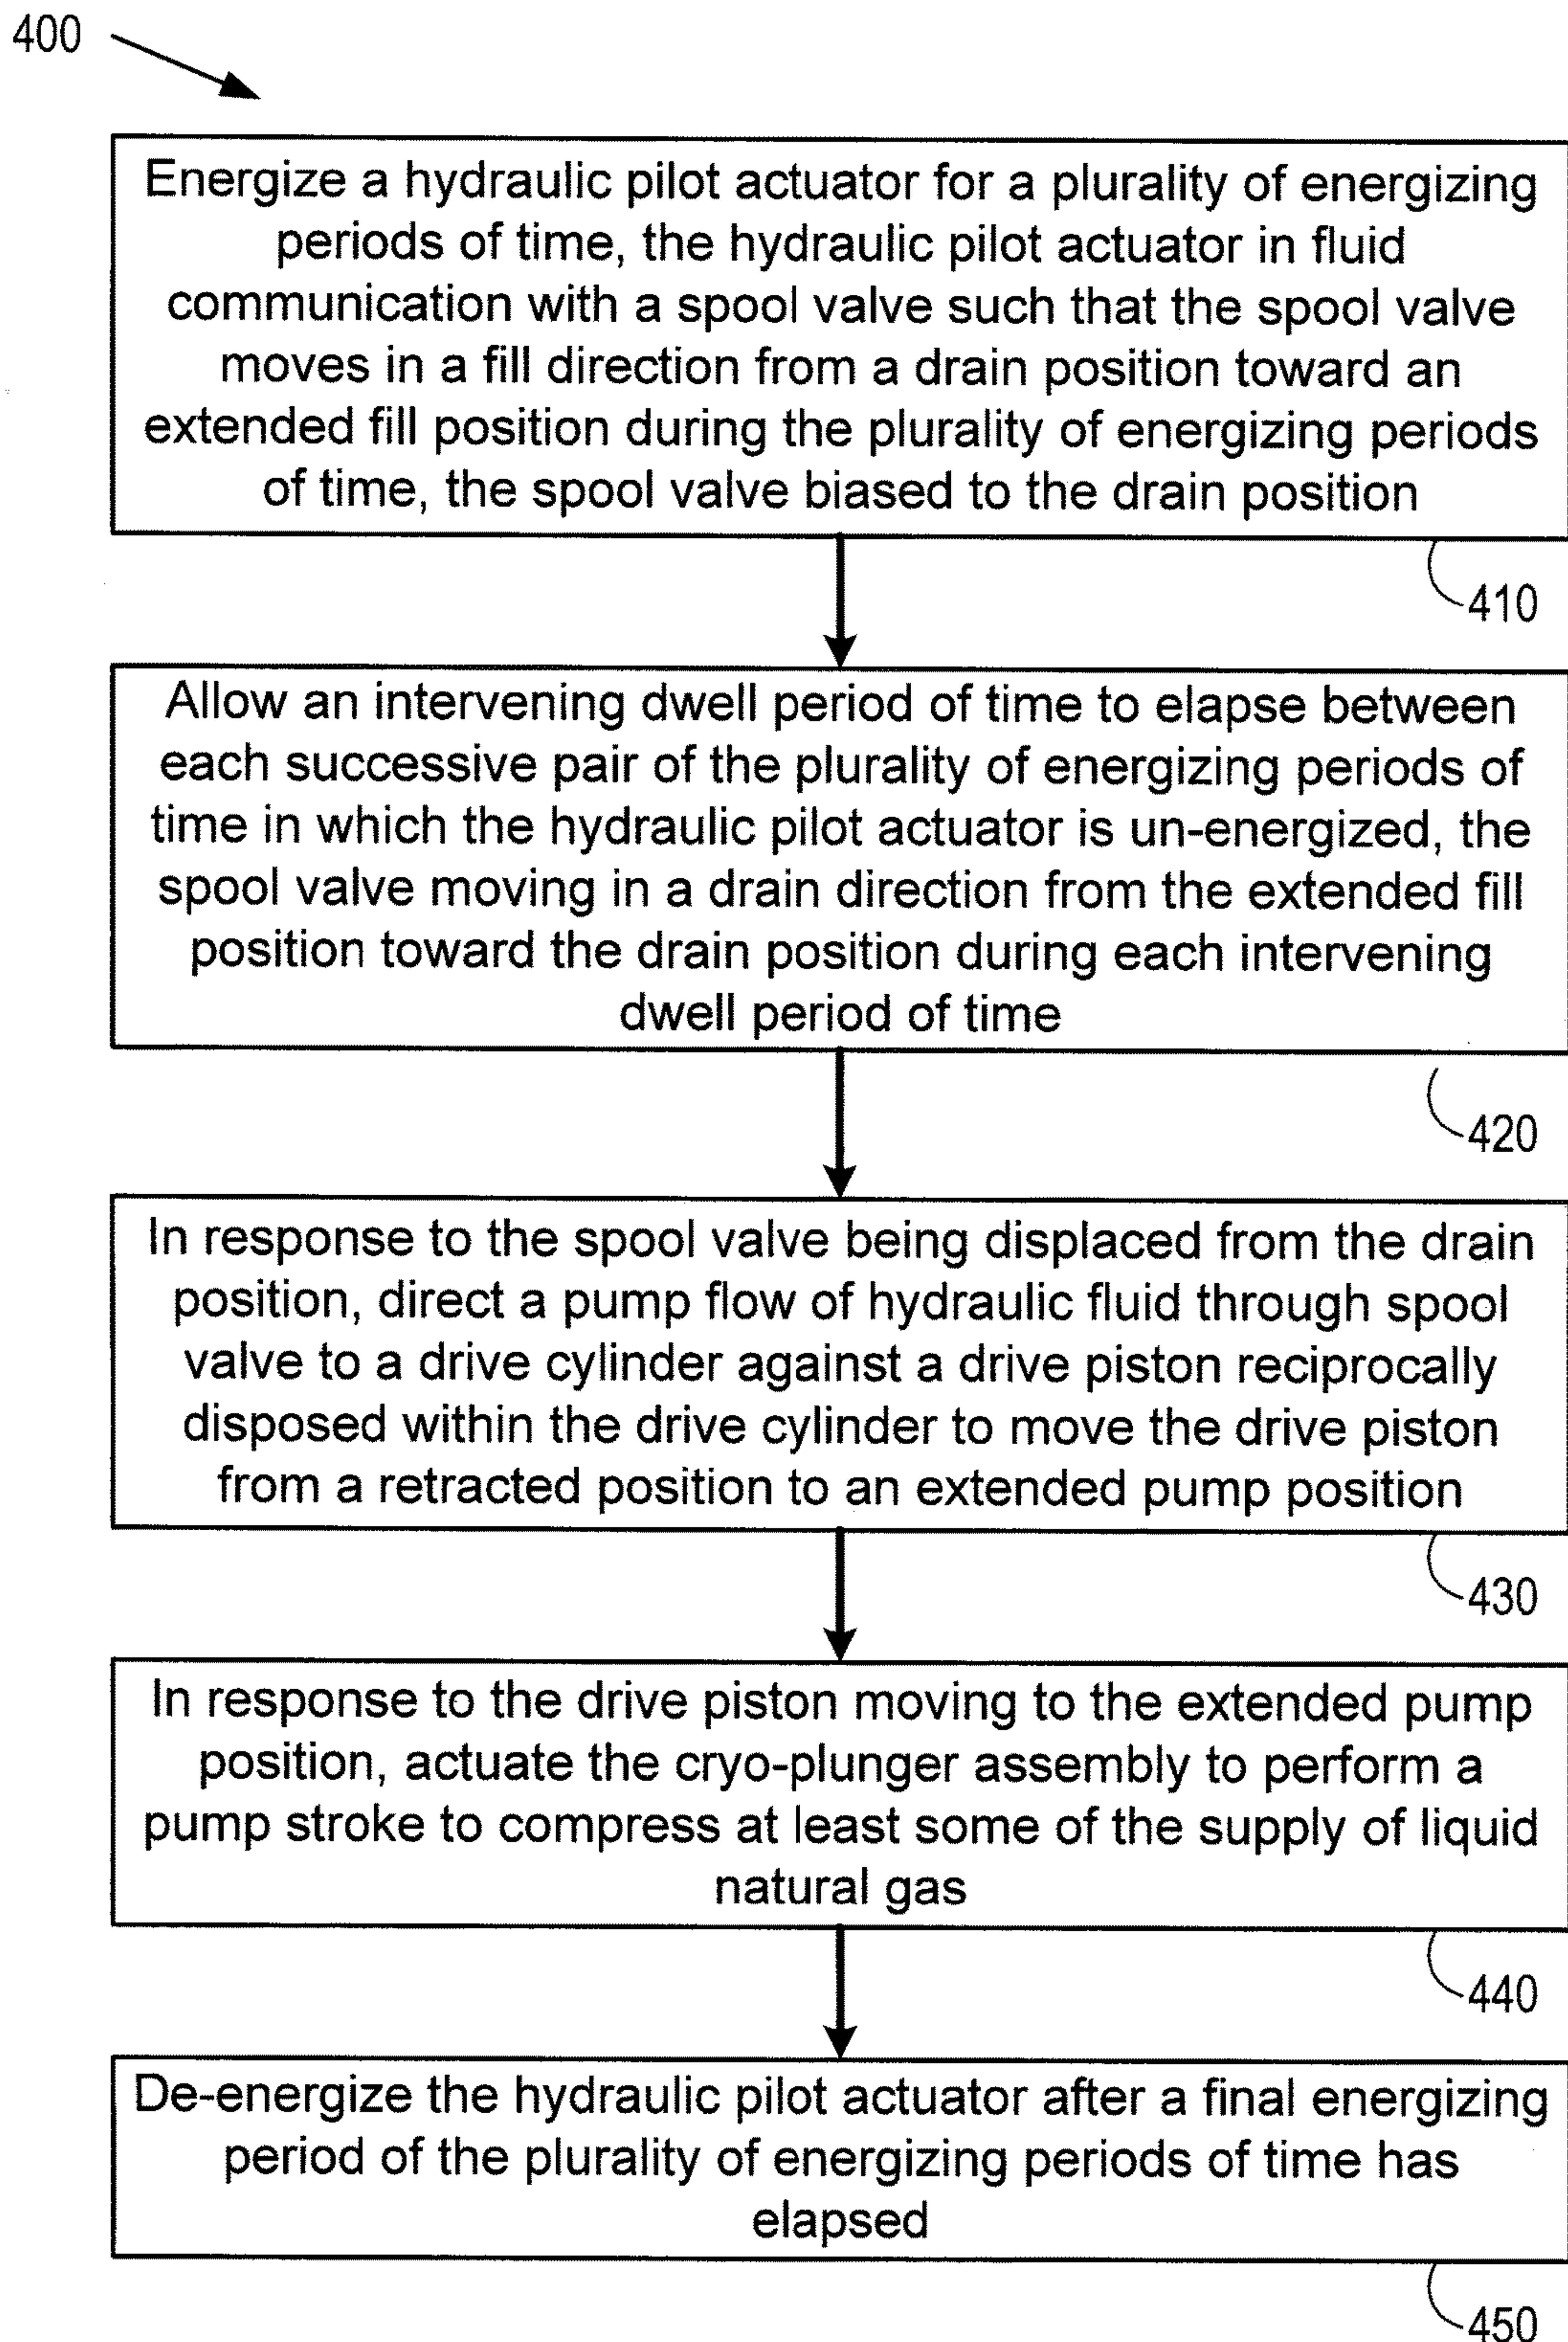 400
Energize a hydraulic pilot actuator for a plurality of energizing
periods of time, the hydraulic pilot actuator in fluid
communication with a spool valve such that the spool valve
moves in a fill direction from a drain position toward an
extended fill position during the plurality of energizing periods
of time, the spool valve biased to the drain position
410
Allow an intervening dwell period of time to elapse between
each successive pair of the plurality of energizing periods of
time in which the hydraulic pilot actuator is un-energized, the
spool valve moving in a drain direction from the extended fill
position toward the drain position during each intervening
dwell period of time
420
In response to the spool valve being displaced from the drain
position, direct a pump flow of hydraulic fluid through spool
valve to a drive cylinder against a drive piston reciprocally
disposed within the drive cylinder to move the drive piston
from a retracted position to an extended pump position
430
In response to the drive piston moving to the extended pump
position, actuate the cryo-plunger assembly to perform a
pump stroke to compress at least some of the supply of liquid
natural gas
440
De-energize the hydraulic pilot actuator after a final energizing
period of the plurality of energizing periods of time has
elapsed
450